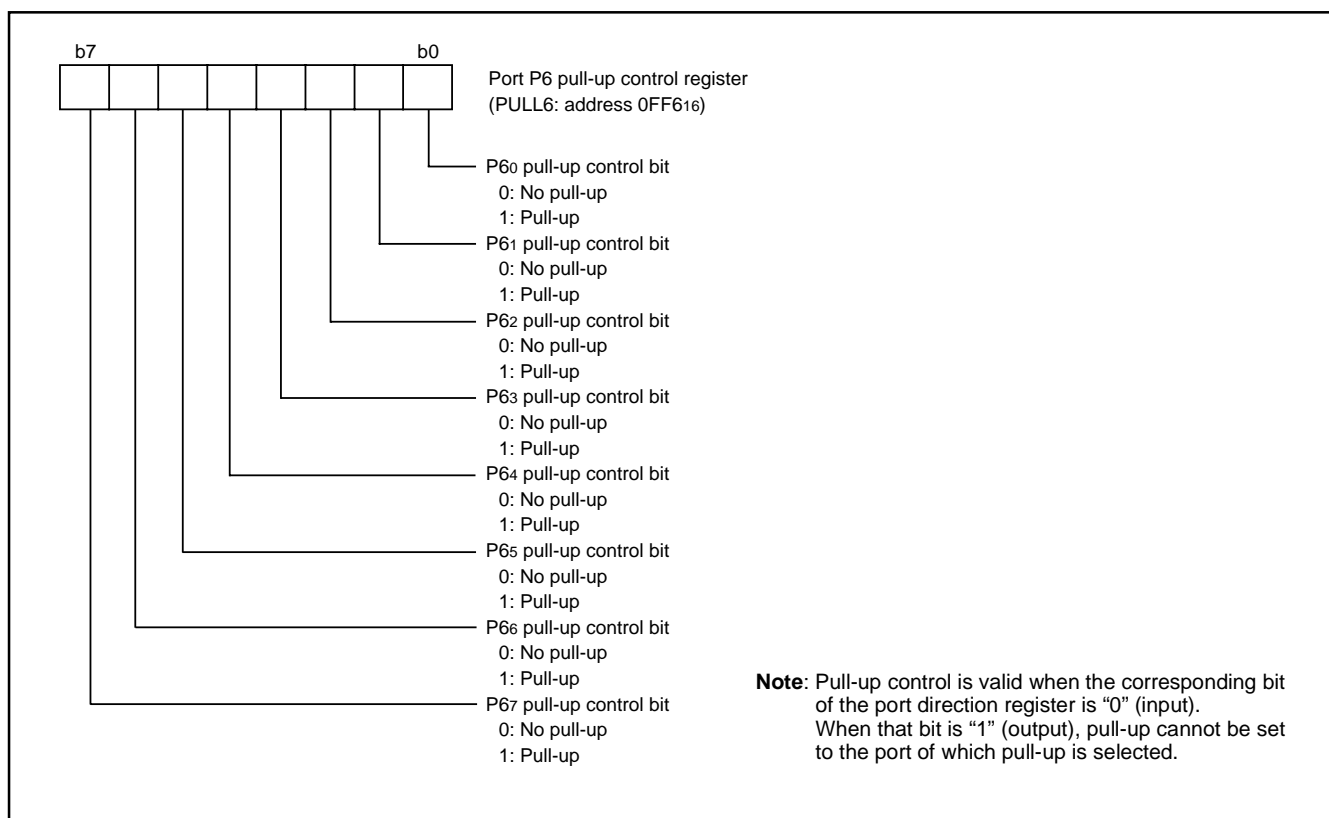 b7 b0
Port P6 pull-up control register
(PULL6: address 0FF616)
P60 pull-up control bit
0: No pull-up
1: Pull-up
P61 pull-up control bit
0: No pull-up
1: Pull-up
P62 pull-up control bit
0: No pull-up
1: Pull-up
P63 pull-up control bit
0: No pull-up
1: Pull-up
P64 pull-up control bit
0: No pull-up
1: Pull-up
P65 pull-up control bit
0: No pull-up
1: Pull-up
P66 pull-up control bit
0: No pull-up
1: Pull-up
P67 pull-up control bit
0: No pull-up
1: Pull-up
Note: Pull-up control is valid when the corresponding bit
of the port direction register is “0” (input).
When that bit is “1” (output), pull-up cannot be set
to the port of which pull-up is selected.